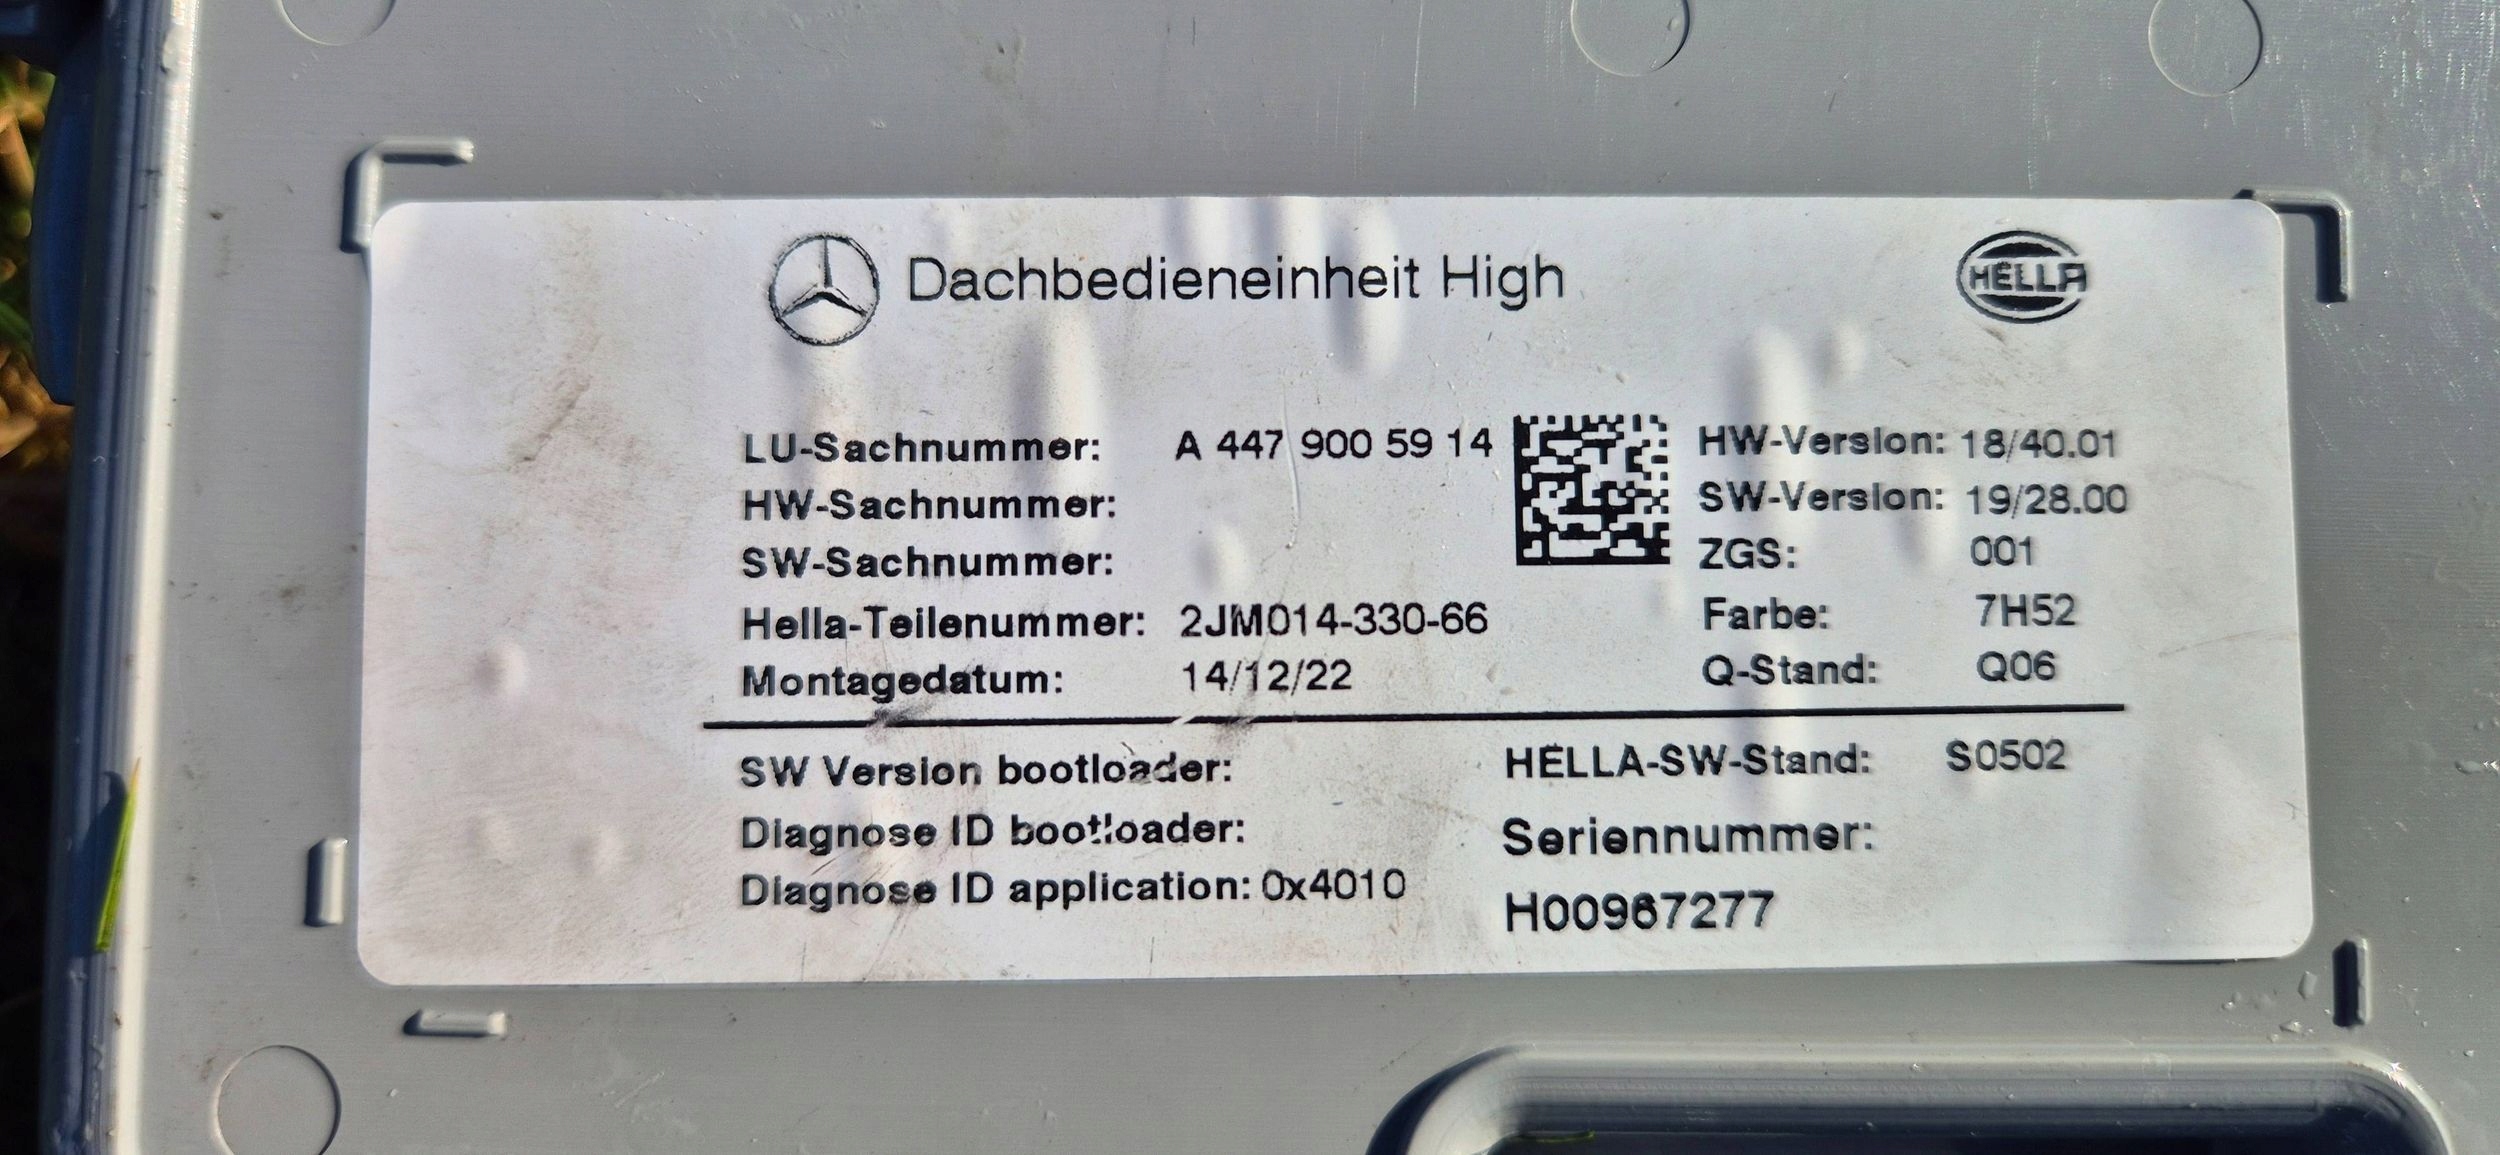 Dachbedieneinheit High
HELLA
LU-Sachnummer: A 447 900 59 14
HW-Sachnummer:
SW-Sachnummer:
Hella-Teilenummer: 2JM014-330-66
Montagedatum: 14/12/22
HW-Version: 18/40.01
SW-Version: 19/28.00
ZGS: 001
Farbe: 7H52
Q-Stand: Q06
SW Version bootloader:
Diagnose ID bootloader:
Diagnose ID application: 0x4010
HELLA-SW-Stand: S0502
Seriennummer:
H00967277